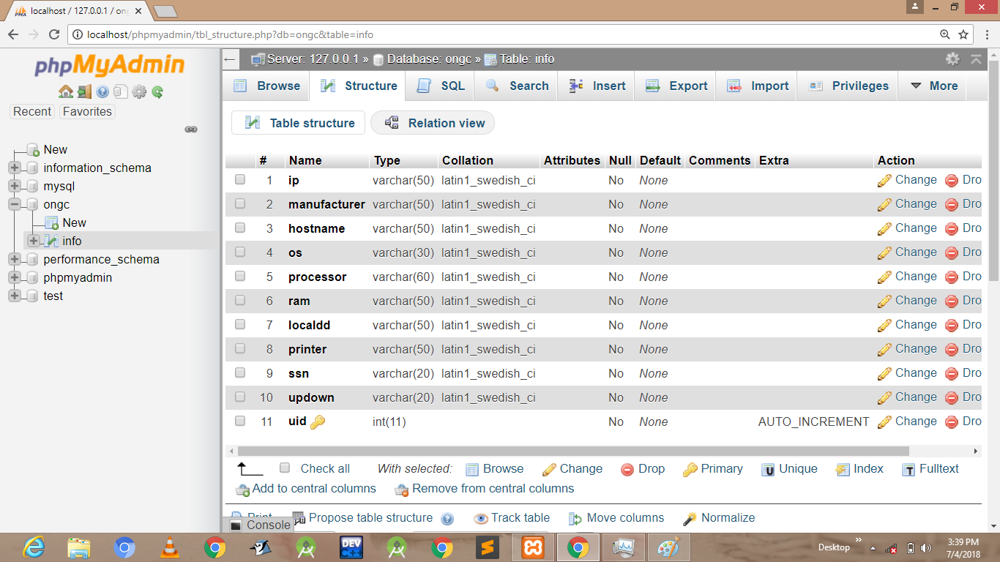 localhost / 127.0.0.1 / ong
localhost/phpmyadmin/tbl_structure.php?db=ongc&table=info
phpMyAdmin
Recent Favorites
New
information_schema
mysql
ongc
New
info
performance_schema
phpmyadmin
test
Server: 127.0.0.1 » Database: ongc » Table: info
Browse Structure SQL Search Insert Export Import Privileges More
Table structure Relation view
# Name Type Collation Attributes Null Default Comments Extra Action
1 ip varchar(50) latin1_swedish_ci No None Change Dro
2 manufacturer varchar(50) latin1_swedish_ci No None Change Dro
3 hostname varchar(50) latin1_swedish_ci No None Change Dro
4 os varchar(30) latin1_swedish_ci No None Change Dro
5 processor varchar(60) latin1_swedish_ci No None Change Dro
6 ram varchar(50) latin1_swedish_ci No None Change Dro
7 localdd varchar(50) latin1_swedish_ci No None Change Dro
8 printer varchar(50) latin1_swedish_ci No None Change Dro
9 ssn varchar(20) latin1_swedish_ci No None Change Dro
10 updown varchar(20) latin1_swedish_ci No None Change Dro
11 uid int(11) No None AUTO_INCREMENT Change Dro
Check all With selected: Browse Change Drop Primary Unique Index Fulltext
Add to central columns Remove from central columns
Print Propose table structure Track table Move columns Normalize
Console
DEV
Desktop
3:39 PM
7/4/2018